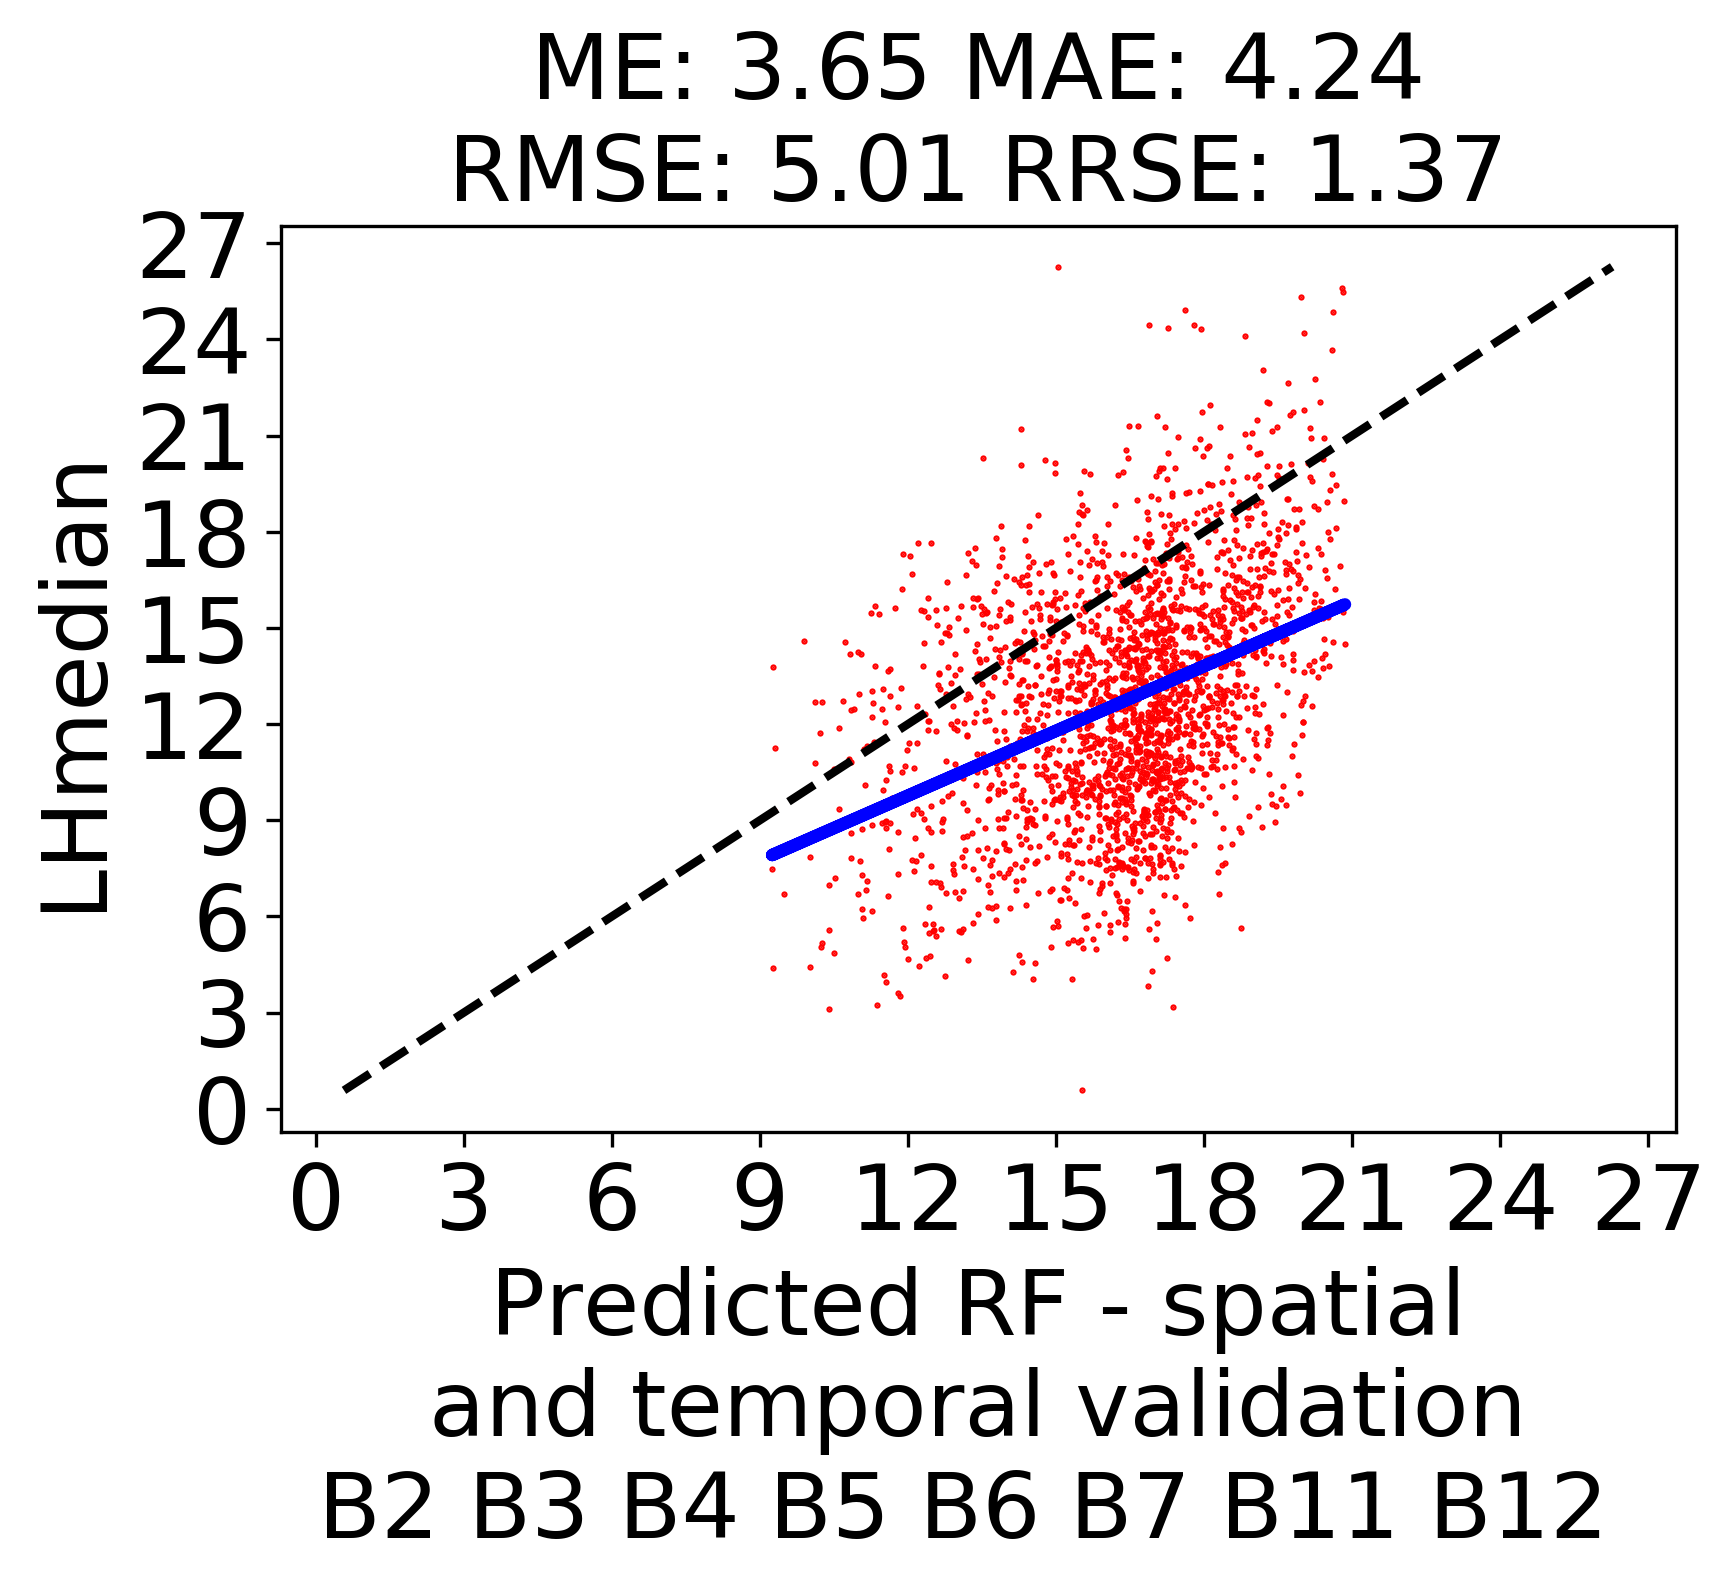 ME: 3.65 MAE: 4.24
RMSE: 5.01 RRSE: 1.37
27
24
21
18
15
12
9
6
3
0
LHmedian
0 3 6 9 12 15 18 21 24 27
Predicted RF - spatial
and temporal validation
B2 B3 B4 B5 B6 B7 B11 B12